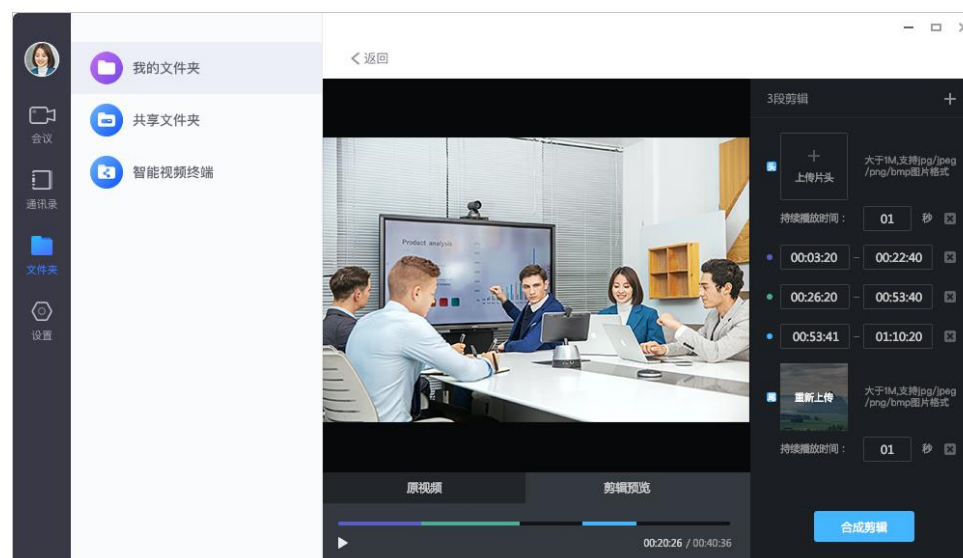 返回
我的文件夹
共享文件夹
智能视频终端
会议
通讯录
文件夹
设置
Product analysis
原视频
剪辑预览
00:20:26 / 00:40:36
3段剪辑
头
上传片头
大于1M,支持jpg/jpeg
/png/bmp图片格式
持续播放时间：
01
秒
00:03:20 – 00:22:40
00:26:20 – 00:53:40
00:53:41 – 01:10:20
尾
重新上传
大于1M,支持jpg/jpeg
/png/bmp图片格式
持续播放时间：
01
秒
合成剪辑